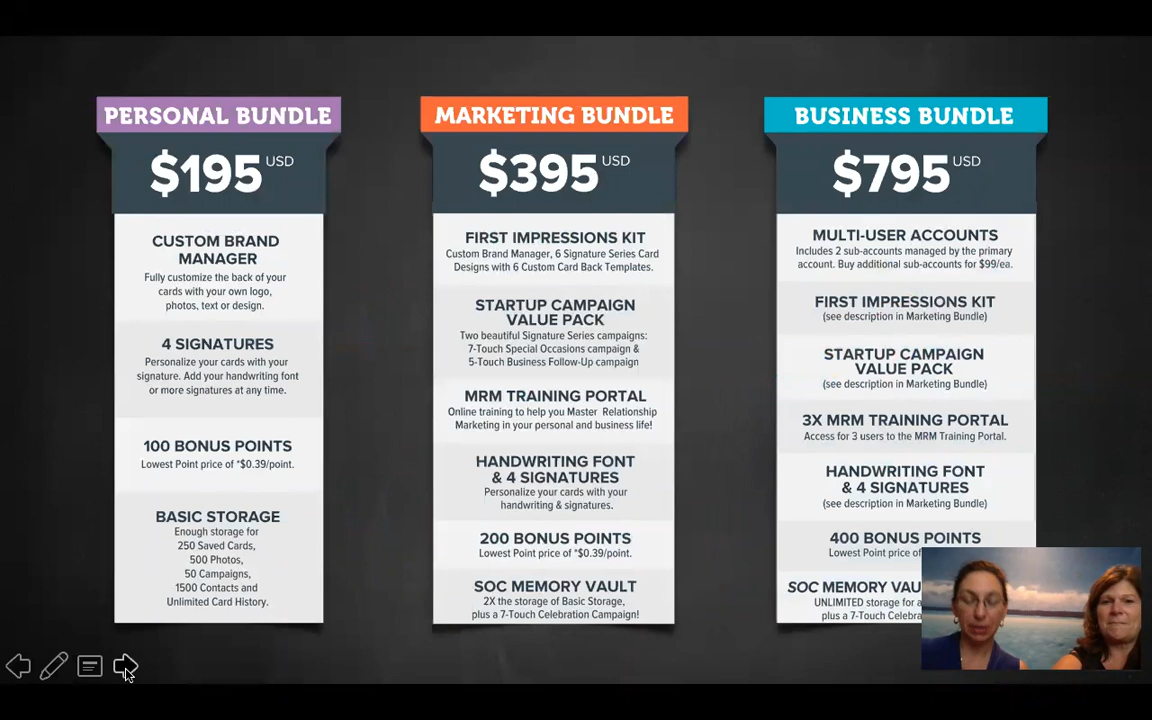 PERSONAL BUNDLE
$195 USD
CUSTOM BRAND
MANAGER
Fully customize the back of your
cards with your own logo,
photos, text or design.
4 SIGNATURES
Personalize your cards with your
signature. Add your handwriting font
or more signatures at any time.
100 BONUS POINTS
Lowest Point price of *$0.39/point.
BASIC STORAGE
Enough storage for
250 Saved Cards,
500 Photos,
50 Campaigns,
1500 Contacts and
Unlimited Card History.
MARKETING BUNDLE
$395 USD
FIRST IMPRESSIONS KIT
Custom Brand Manager, 6 Signature Series Card
Designs with 6 Custom Card Back Templates.
STARTUP CAMPAIGN
VALUE PACK
Two beautiful Signature Series campaigns:
7-Touch Special Occasions campaign &
5-Touch Business Follow-Up campaign
MRM TRAINING PORTAL
Online training to help you Master Relationship
Marketing in your personal and business life!
HANDWRITING FONT
& 4 SIGNATURES
Personalize your cards with your
handwriting & signatures.
200 BONUS POINTS
Lowest Point price of *$0.39/point.
SOC MEMORY VAULT
2X the storage of Basic Storage,
plus a 7-Touch Celebration Campaign!
BUSINESS BUNDLE
$795 USD
MULTI-USER ACCOUNTS
Includes 2 sub-accounts managed by the primary
account. Buy additional sub-accounts for $99/ea.
FIRST IMPRESSIONS KIT
(see description in Marketing Bundle)
STARTUP CAMPAIGN
VALUE PACK
(see description in Marketing Bundle)
3X MRM TRAINING PORTAL
Access for 3 users to the MRM Training Portal.
HANDWRITING FONT
& 4 SIGNATURES
(see description in Marketing Bundle)
400 BONUS POINTS
Lowest Point price of
SOC MEMORY
UNLIMITED storage for
plus a 7-Touch